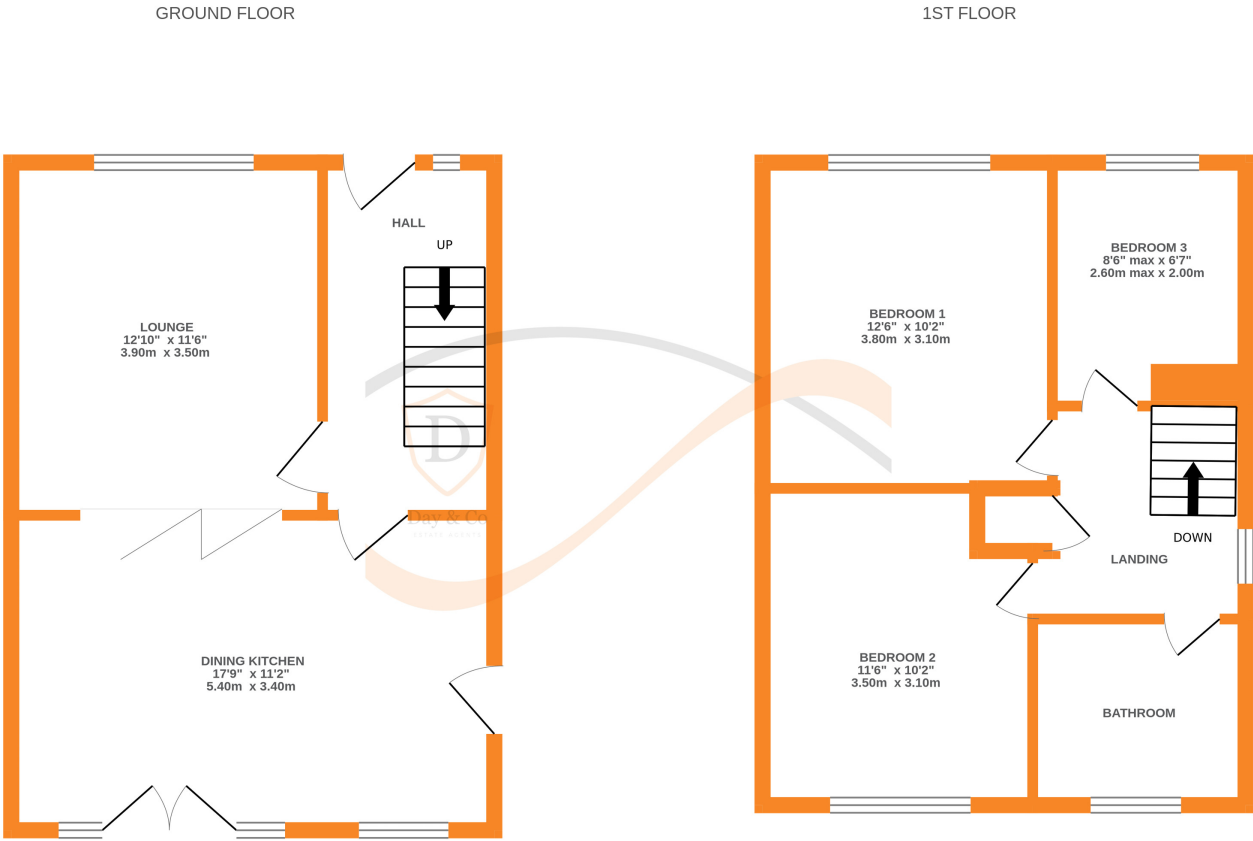 GROUND FLOOR
1ST FLOOR
HALL
UP
LOUNGE
12'10" x 11'6"
3.90m x 3.50m
DINING KITCHEN
17'9" x 11'2"
5.40m x 3.40m
D
Day & Co
ESTATE AGENTS
BEDROOM 3
8'6" max x 6'7"
2.60m max x 2.00m
BEDROOM 1
12'6" x 10'2"
3.80m x 3.10m
DOWN
LANDING
BEDROOM 2
11'6" x 10'2"
3.50m x 3.10m
BATHROOM